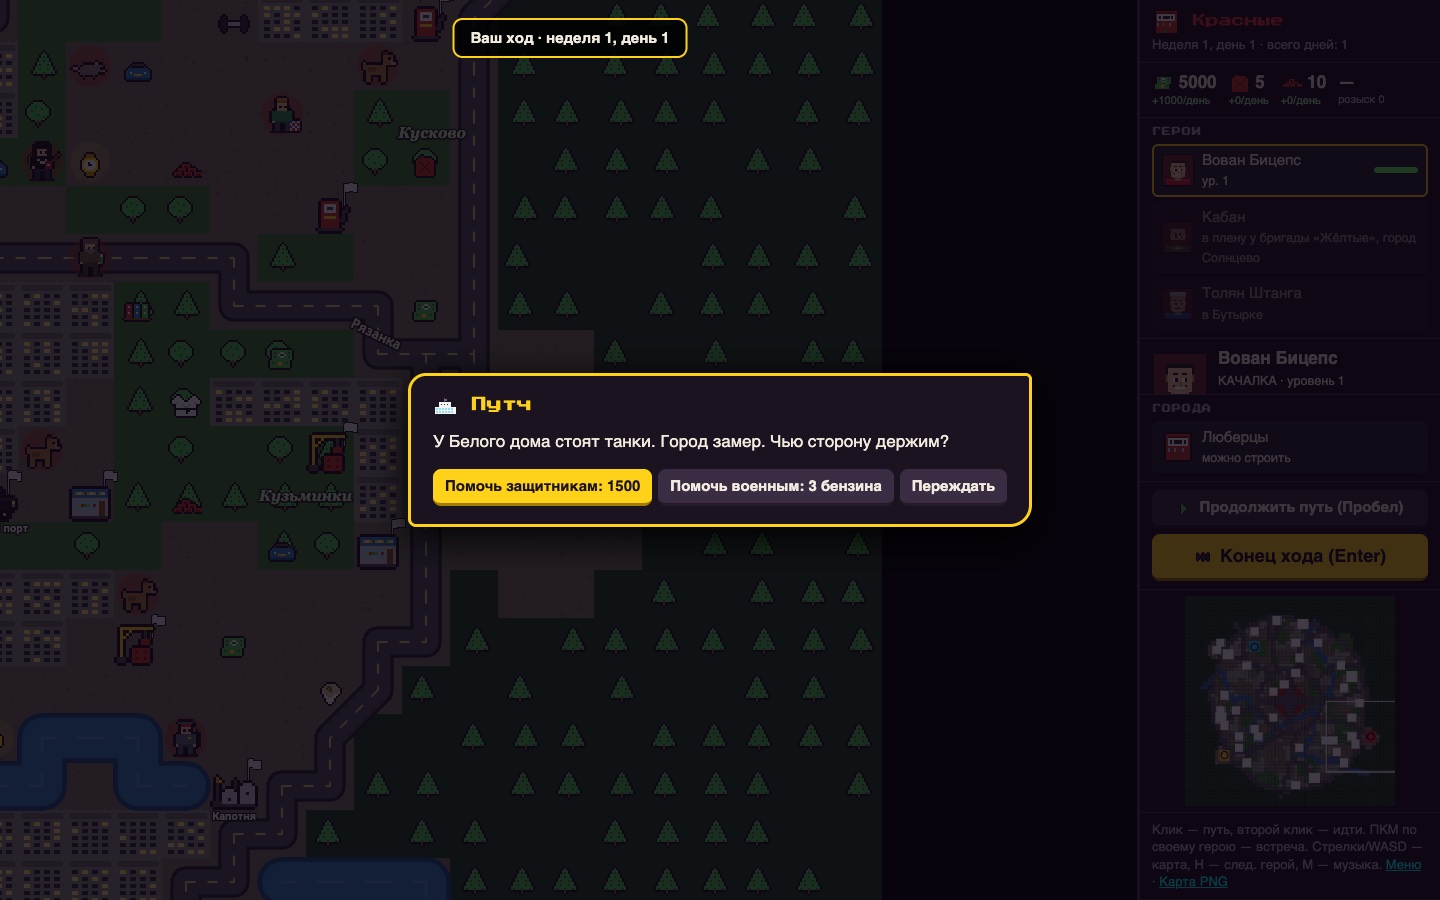 Ваш ход · неделя 1, день 1
Кусково
Рязанка
Кузьминки
порт
Капотня
Путч
У Белого дома стоят танки. Город замер. Чью сторону держим?
Помочь защитникам: 1500
Помочь военным: 3 бензина
Переждать
Красные
Неделя 1, день 1 · всего дней: 1
5000 5 10 —
+1000/день +0/день +0/день розыск 0
ГЕРОИ
Вован Бицепс
ур. 1
Кабан
в плену у бригады «Жёлтые», город
Солнцево
Толян Штанга
в Бутырке
Вован Бицепс
КАЧАЛКА · уровень 1
ГОРОДА
Люберцы
можно строить
Продолжить путь (Пробел)
Конец хода (Enter)
Клик — путь, второй клик — идти. ПКМ по
своему герою — встреча. Стрелки/WASD —
карта, H — след. герой, M — музыка. Меню
· Карта PNG